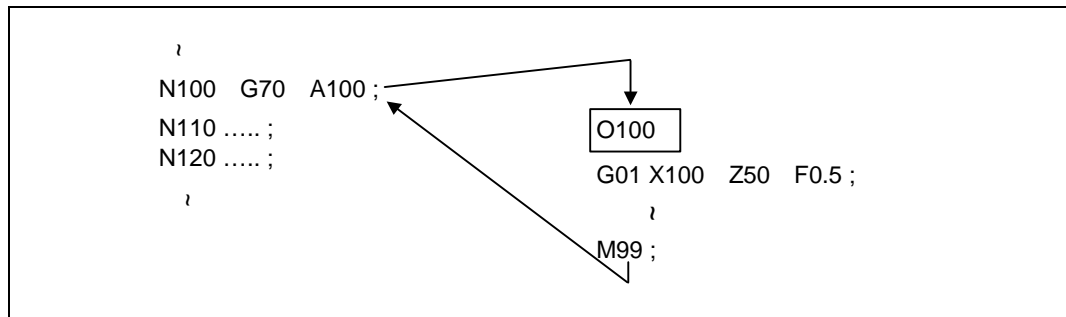 ~
N100 G70 A100 ;
N110 ..... ;
N120 ..... ;
~
O100
G01 X100 Z50 F0.5 ;
~
M99 ;